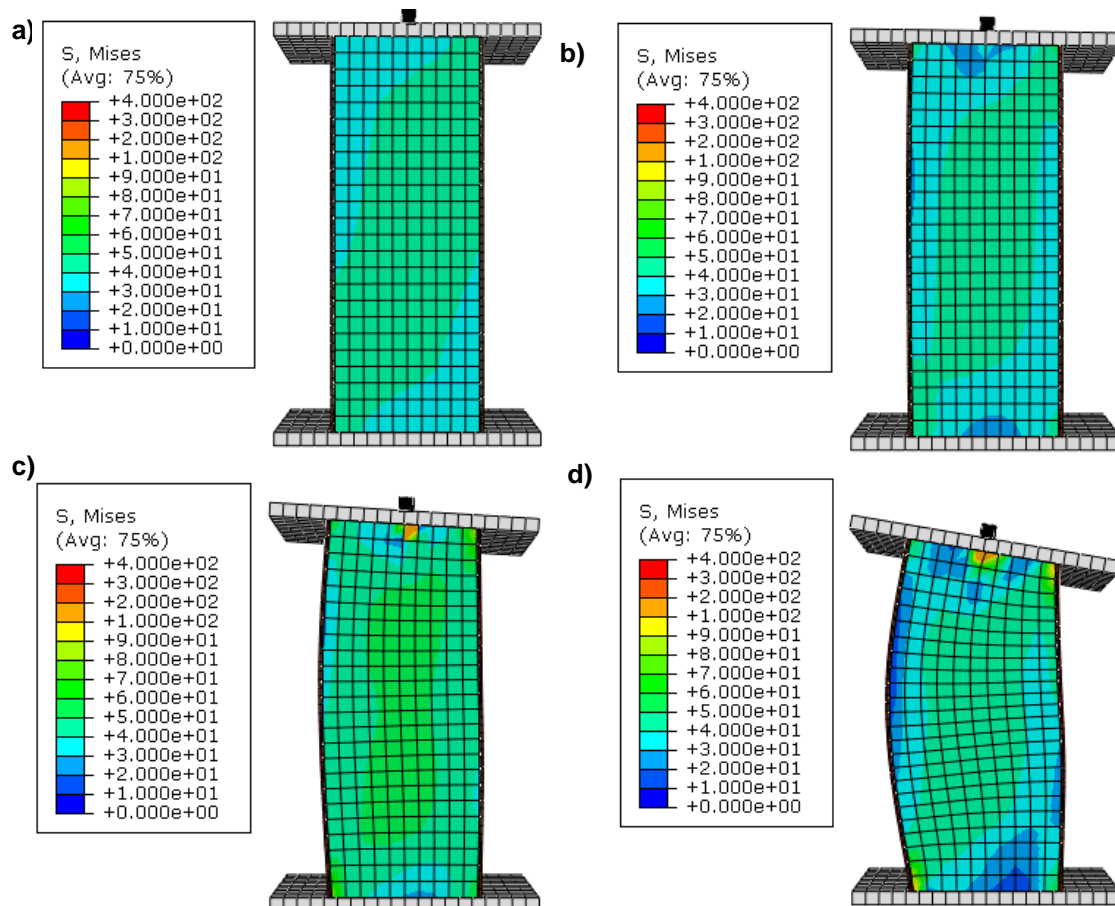 a)
S, Mises
(Avg: 75%)
+4.000e+02
+3.000e+02
+2.000e+02
+1.000e+02
+9.000e+01
+8.000e+01
+7.000e+01
+6.000e+01
+5.000e+01
+4.000e+01
+3.000e+01
+2.000e+01
+1.000e+01
+0.000e+00
b)
S, Mises
(Avg: 75%)
+4.000e+02
+3.000e+02
+2.000e+02
+1.000e+02
+9.000e+01
+8.000e+01
+7.000e+01
+6.000e+01
+5.000e+01
+4.000e+01
+3.000e+01
+2.000e+01
+1.000e+01
+0.000e+00
c)
S, Mises
(Avg: 75%)
+4.000e+02
+3.000e+02
+2.000e+02
+1.000e+02
+9.000e+01
+8.000e+01
+7.000e+01
+6.000e+01
+5.000e+01
+4.000e+01
+3.000e+01
+2.000e+01
+1.000e+01
+0.000e+00
d)
S, Mises
(Avg: 75%)
+4.000e+02
+3.000e+02
+2.000e+02
+1.000e+02
+9.000e+01
+8.000e+01
+7.000e+01
+6.000e+01
+5.000e+01
+4.000e+01
+3.000e+01
+2.000e+01
+1.000e+01
+0.000e+00